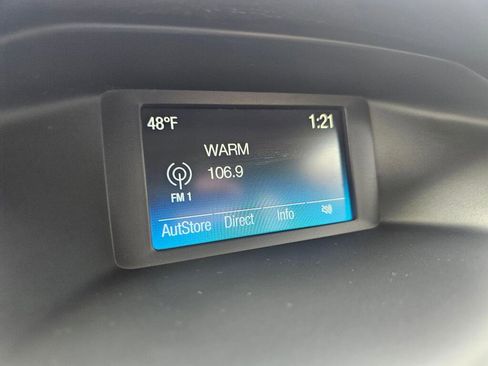 48°F 1:21
WARM
106.9
FM 1
AutStore Direct Info